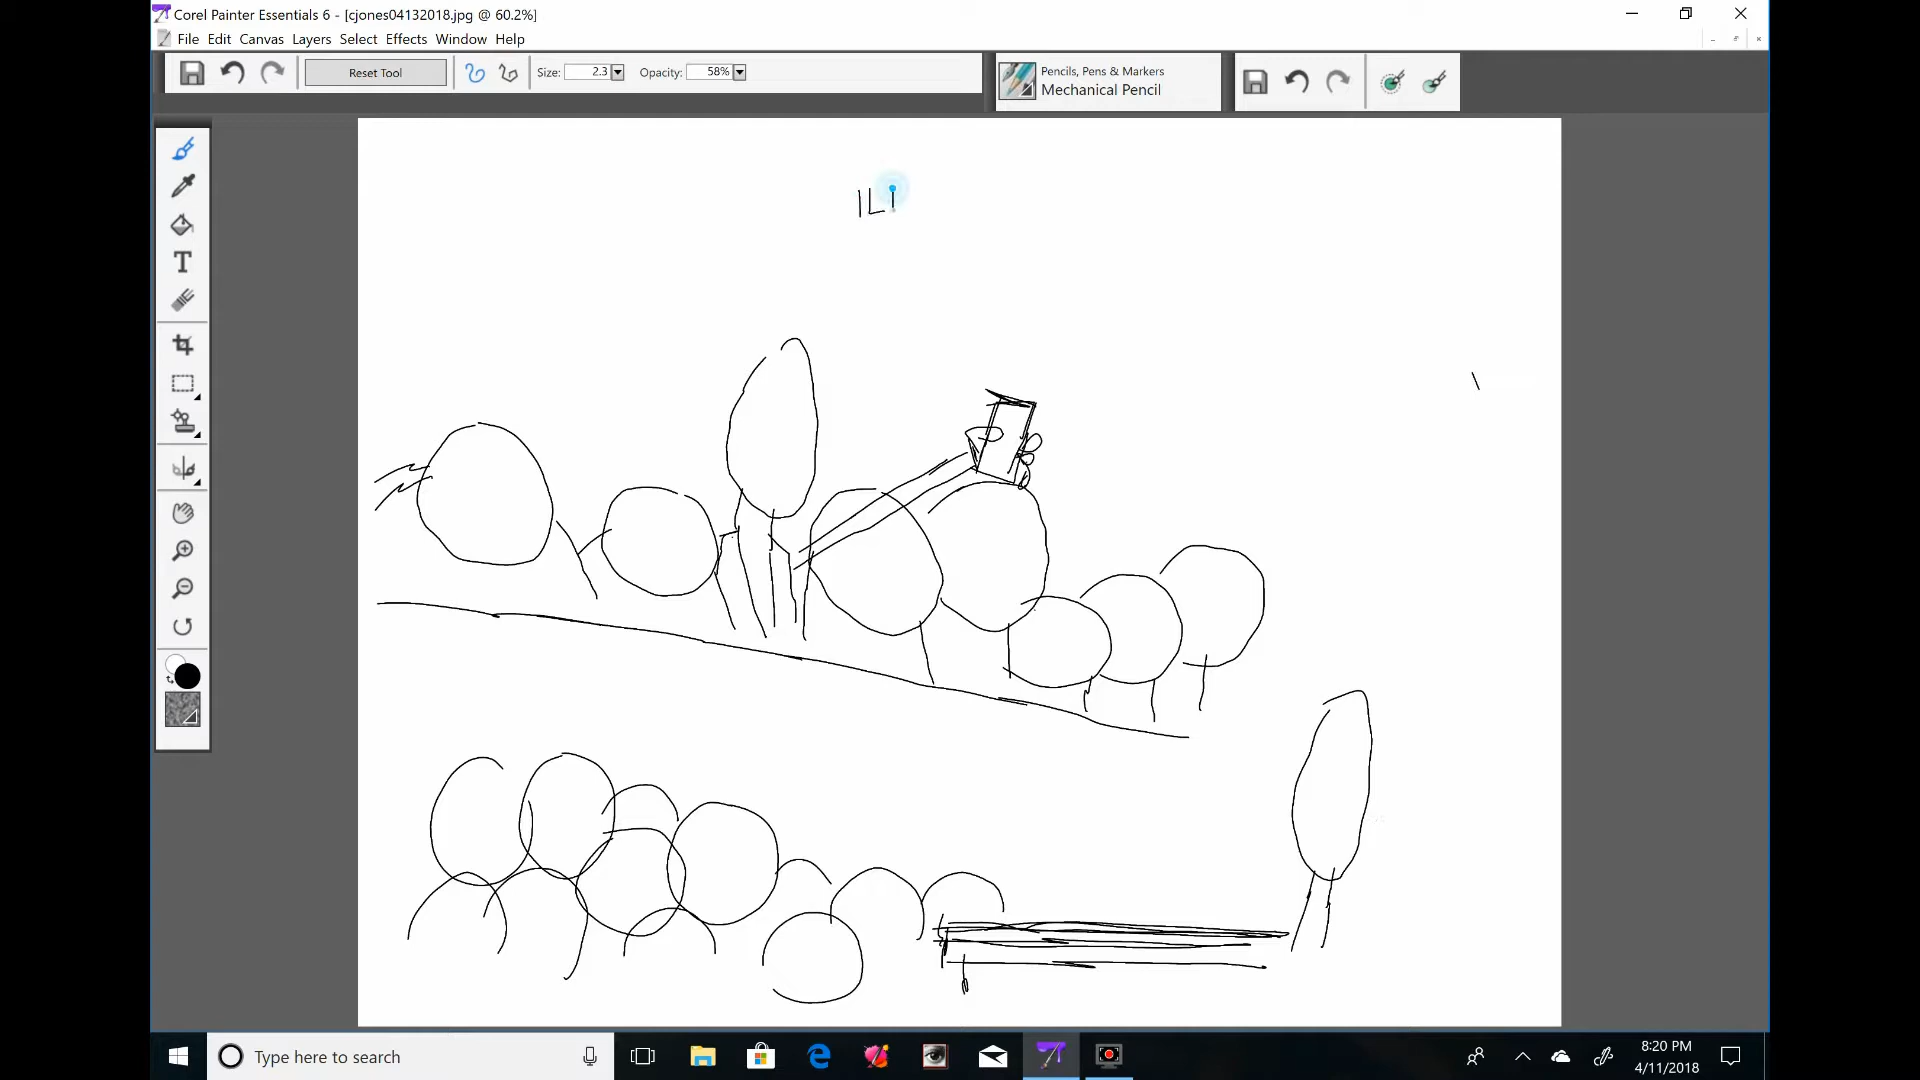 Corel Painter Essentials 6 - [cjones04132018.jpg @ 60.2%]
File Edit Canvas Layers Select Effects Window Help
Reset Tool Size: 2.3 Opacity: 58%
Pencils, Pens & Markers
Mechanical Pencil
T
ILI
Type here to search
8:20 PM
4/11/2018